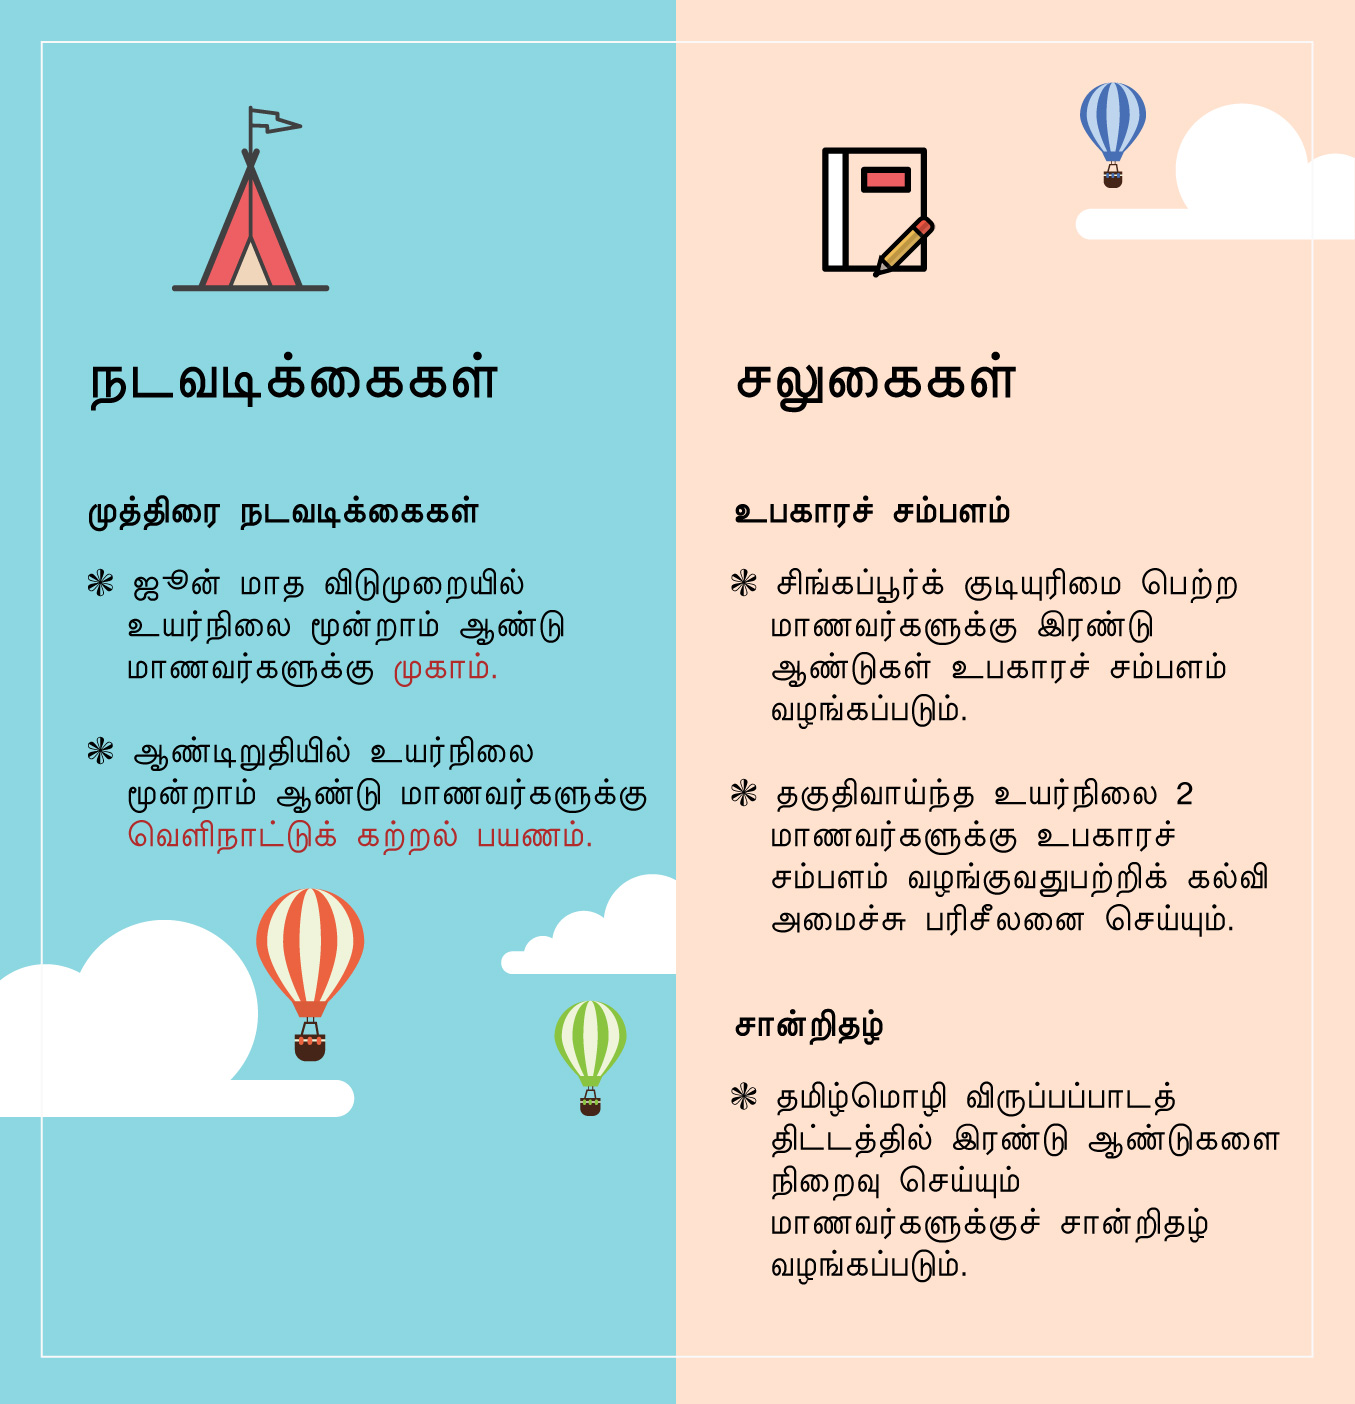 நடவடிக்கைகள்
முத்திரை நடவடிக்கைகள்
❃ ஜூன் மாத விடுமுறையில்
உயர்நிலை மூன்றாம் ஆண்டு
மாணவர்களுக்கு முகாம்.
❃ ஆண்டிறுதியில் உயர்நிலை
மூன்றாம் ஆண்டு மாணவர்களுக்கு
வெளிநாட்டுக் கற்றல் பயணம்.
சலுகைகள்
உபகாரச் சம்பளம்
❃ சிங்கப்பூர்க் குடியுரிமை பெற்ற
மாணவர்களுக்கு இரண்டு
ஆண்டுகள் உபகாரச் சம்பளம்
வழங்கப்படும்.
❃ தகுதிவாய்ந்த உயர்நிலை 2
மாணவர்களுக்கு உபகாரச்
சம்பளம் வழங்குவதுபற்றிக் கல்வி
அமைச்சு பரிசீலனை செய்யும்.
சான்றிதழ்
❃ தமிழ்மொழி விருப்பப்பாடத்
திட்டத்தில் இரண்டு ஆண்டுகளை
நிறைவு செய்யும்
மாணவர்களுக்குச் சான்றிதழ்
வழங்கப்படும்.